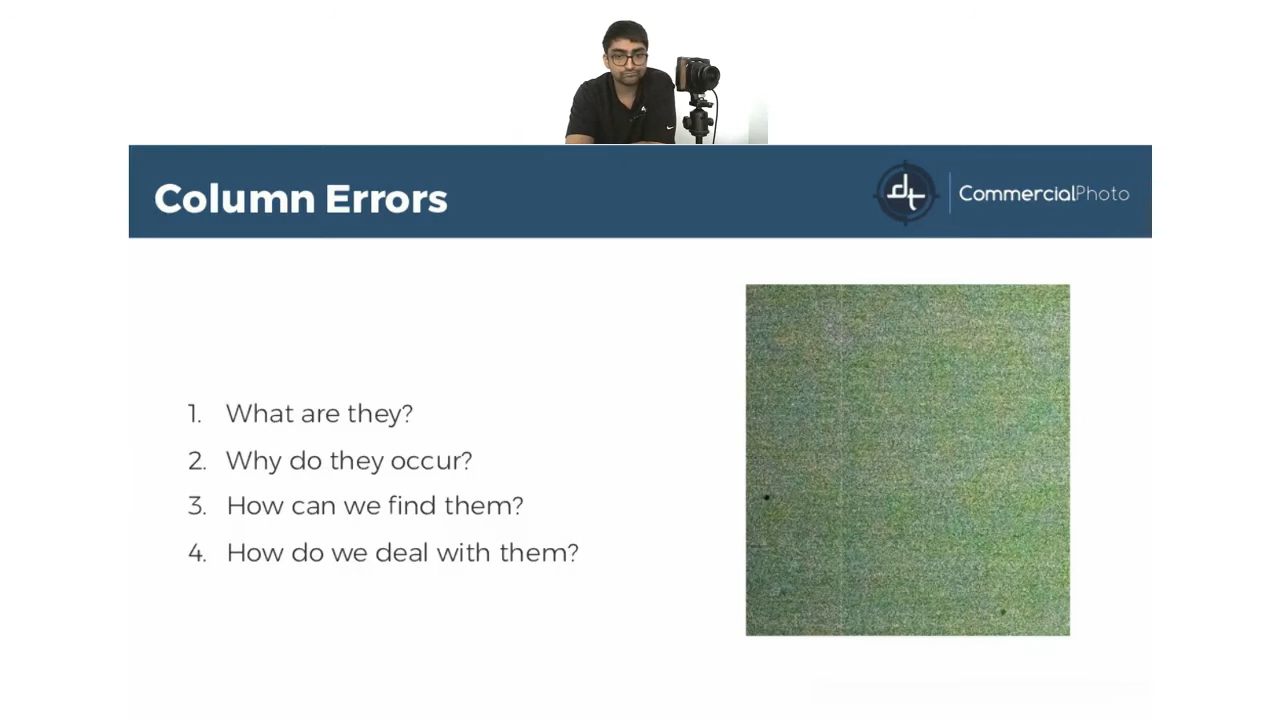 Column Errors
dt
CommercialPhoto
1. What are they?
2. Why do they occur?
3. How can we find them?
4. How do we deal with them?